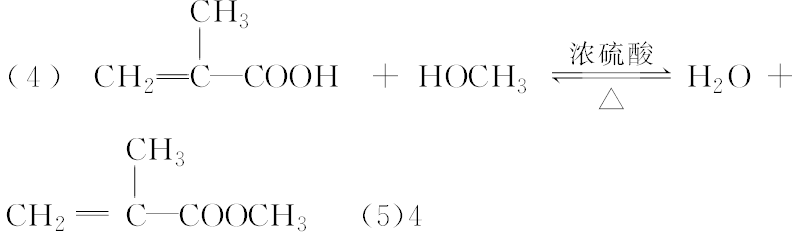 CH₃
（4） CH₂═C—COOH + HOCH₃ ⇌ H₂O +
浓硫酸
△
CH₃
CH₂═C—COOCH₃ (5)4